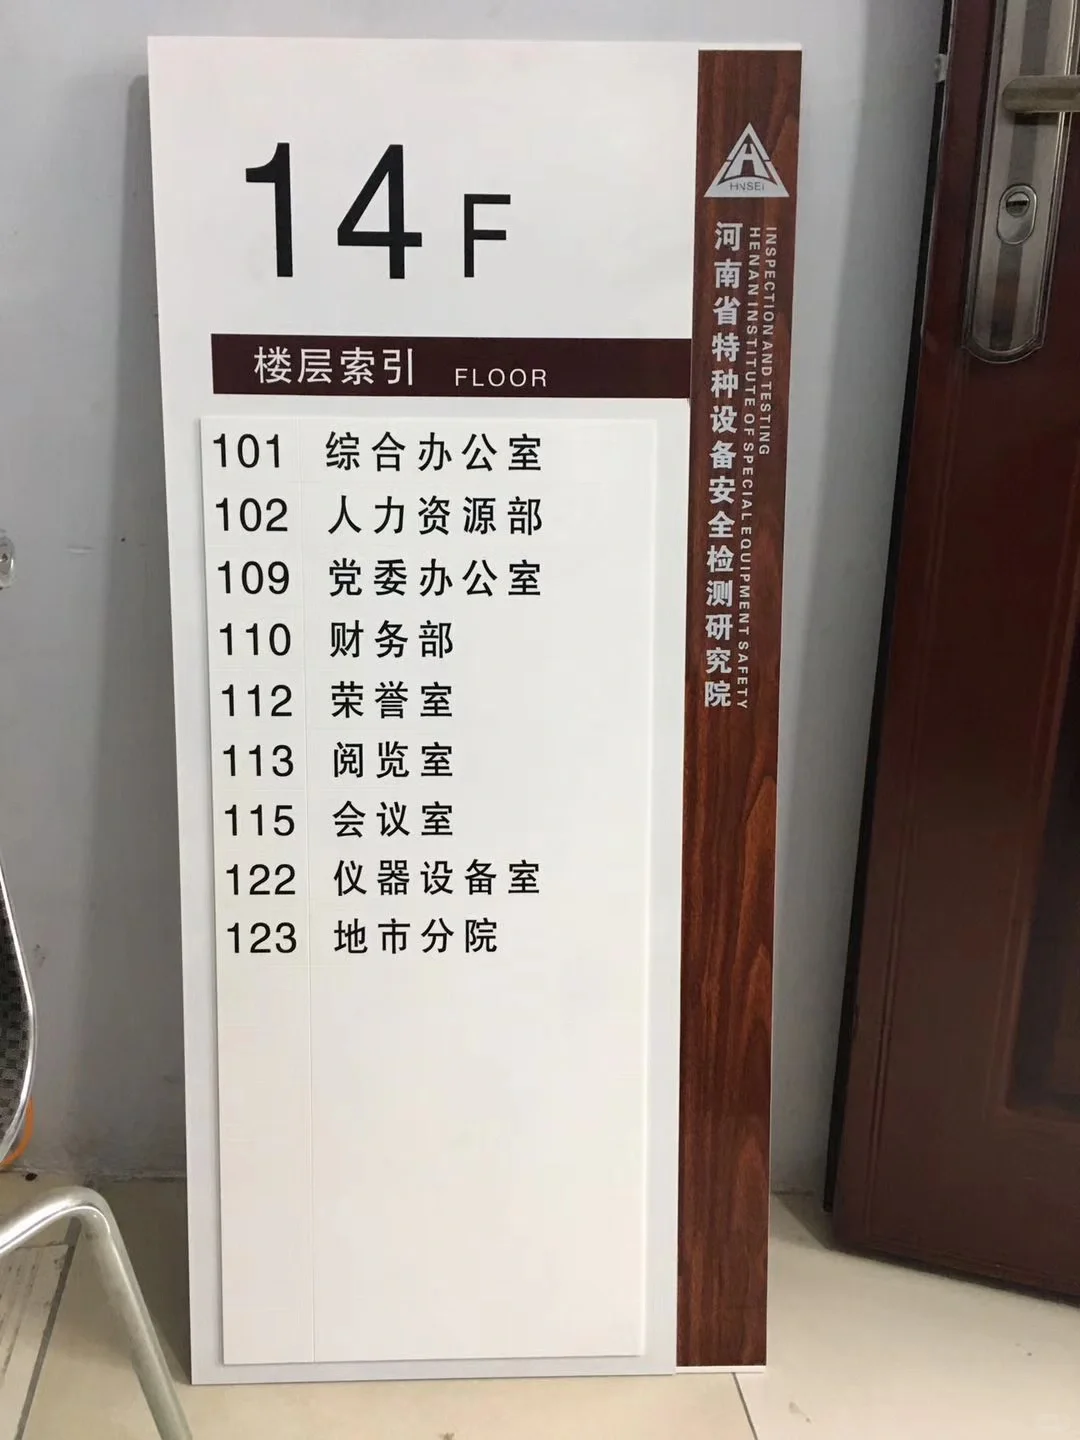 14 F
楼层索引 FLOOR
101 综合办公室
102 人力资源部
109 党委办公室
110 财务部
112 荣誉室
113 阅览室
115 会议室
122 仪器设备室
123 地市分院
HNSEI
河南省特种设备安全检测研究院
HENAN INSTITUTE OF SPECIAL EQUIPMENT SAFETY
INSPECTION AND TESTING